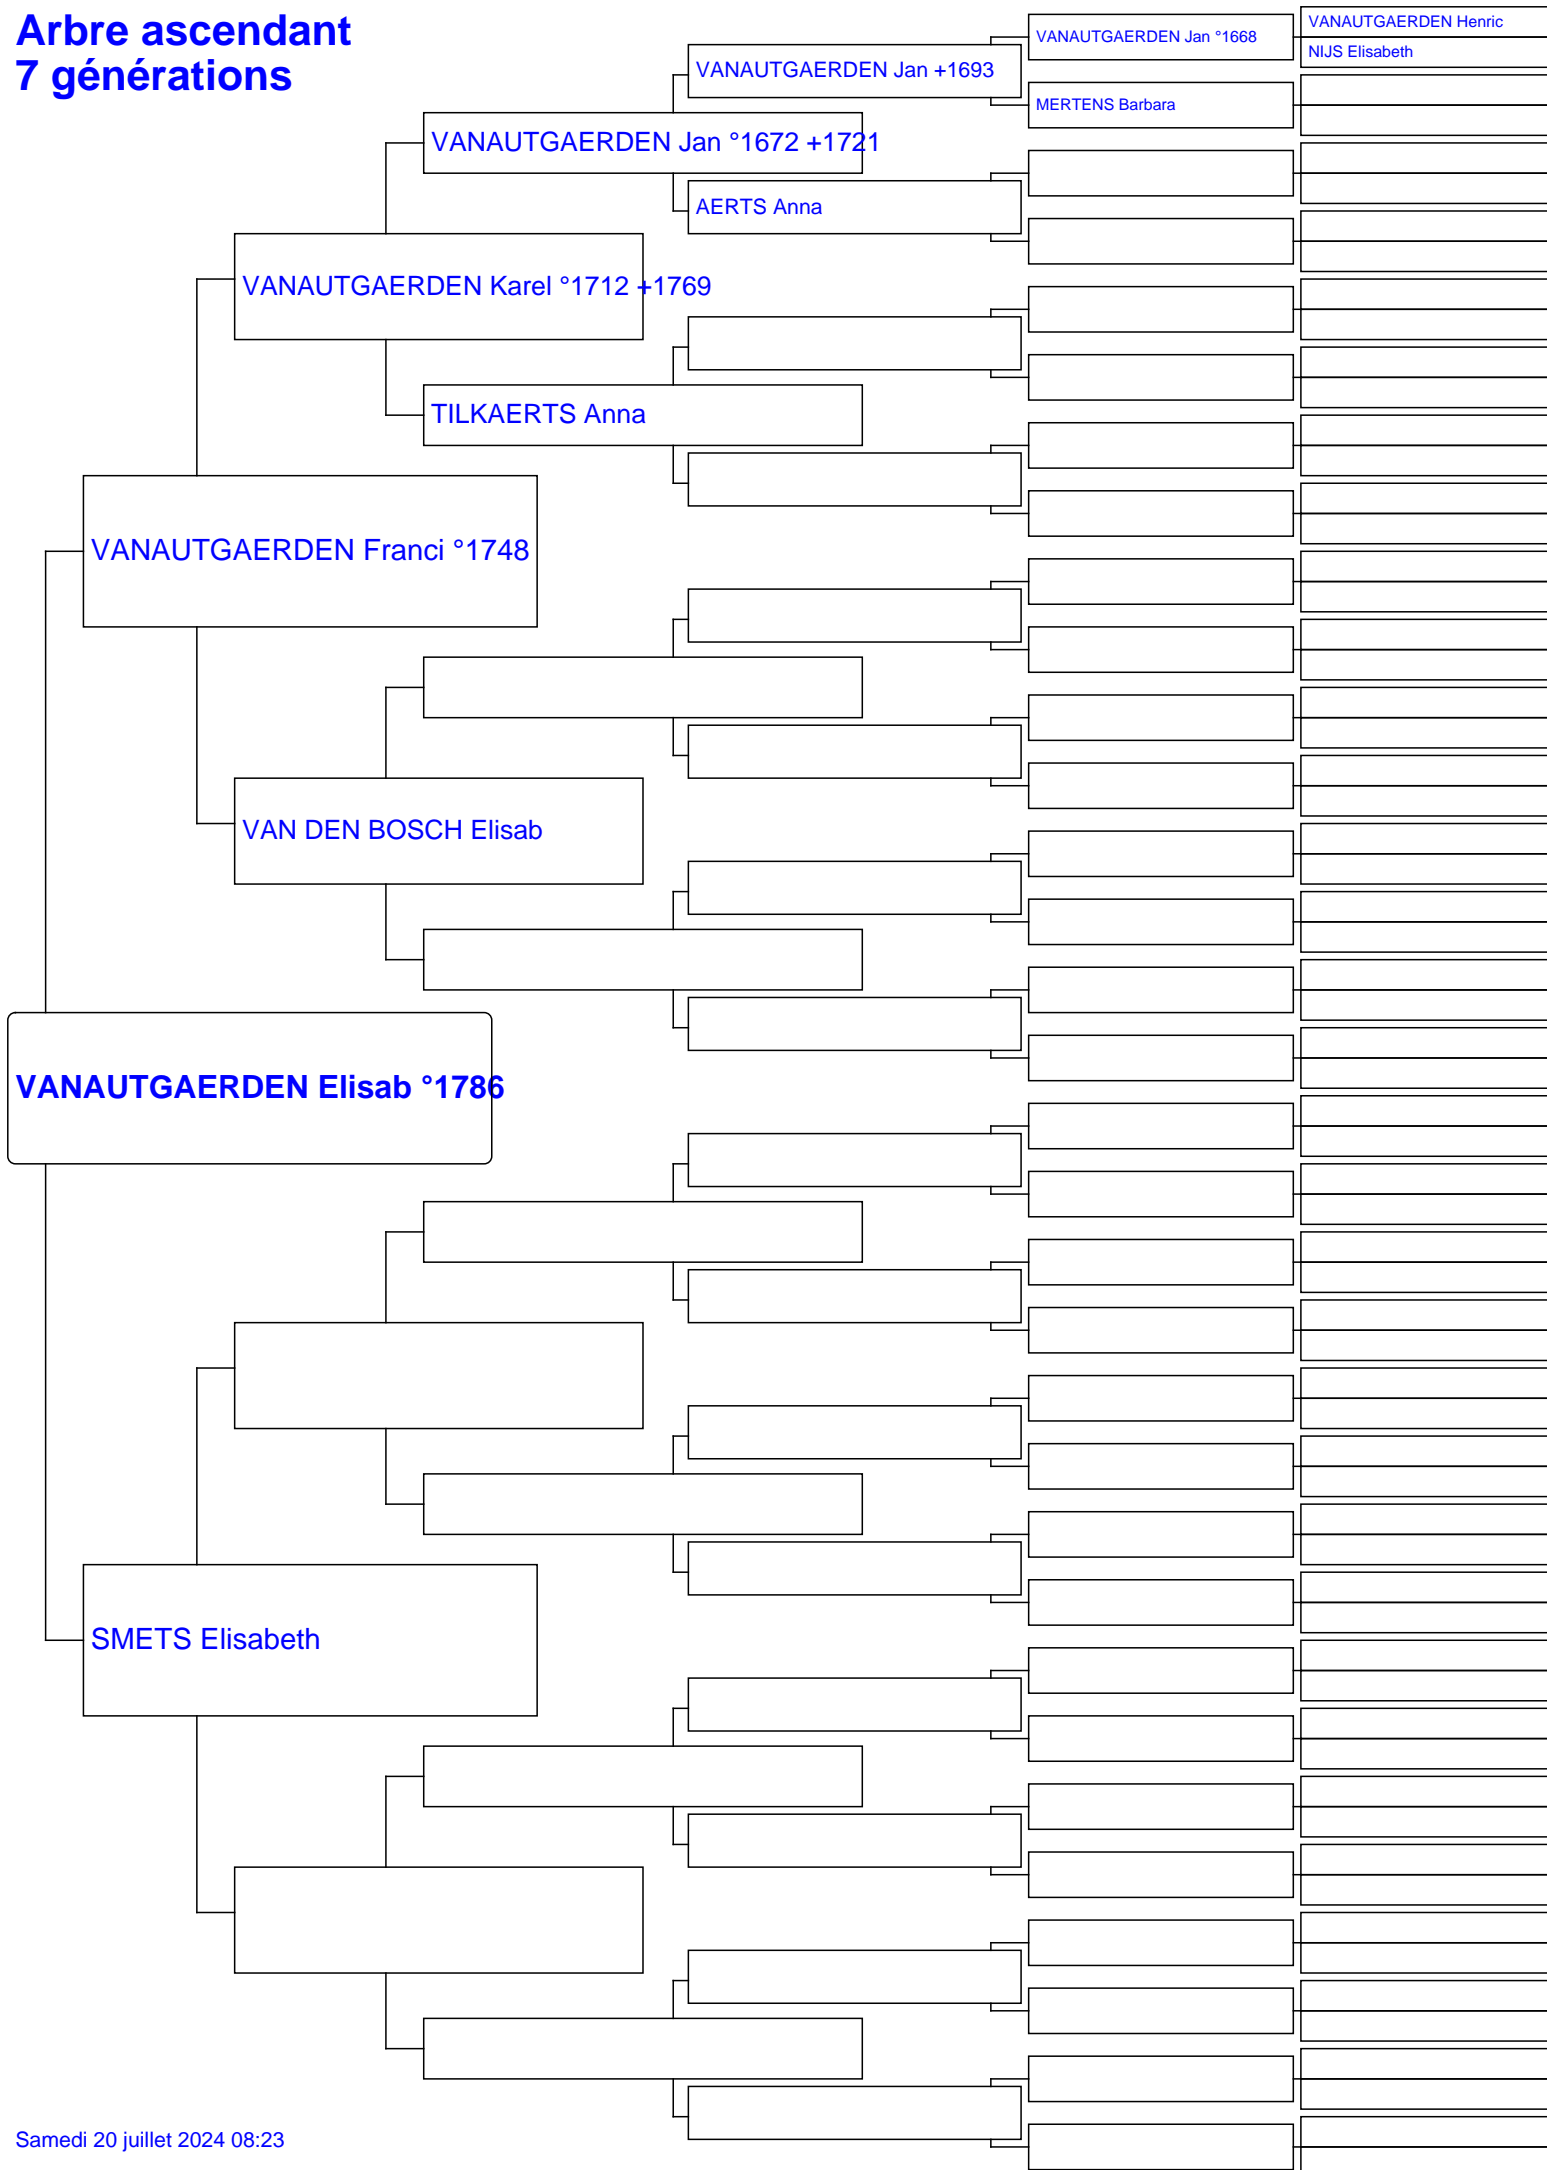 Arbre ascendant
7 générations
VANAUTGAERDEN Henric
VANAUTGAERDEN Jan °1668
NIJS Elisabeth
VANAUTGAERDEN Jan +1693
MERTENS Barbara
VANAUTGAERDEN Jan °1672 +1721
AERTS Anna
VANAUTGAERDEN Karel °1712 +1769
TILKAERTS Anna
VANAUTGAERDEN Franci °1748
VAN DEN BOSCH Elisab
VANAUTGAERDEN Elisab °1786
SMETS Elisabeth
Samedi 20 juillet 2024 08:23